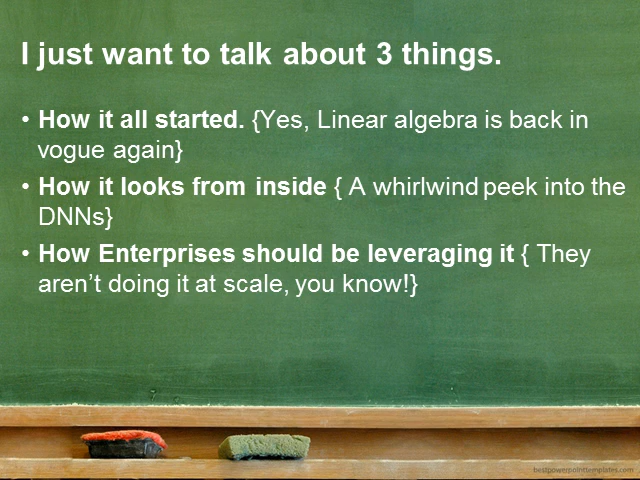 I just want to talk about 3 things.
• How it all started. {Yes, Linear algebra is back in
vogue again}
• How it looks from inside { A whirlwind peek into the
DNNs}
• How Enterprises should be leveraging it { They
aren’t doing it at scale, you know!}
bestpowerpointtemplates.com